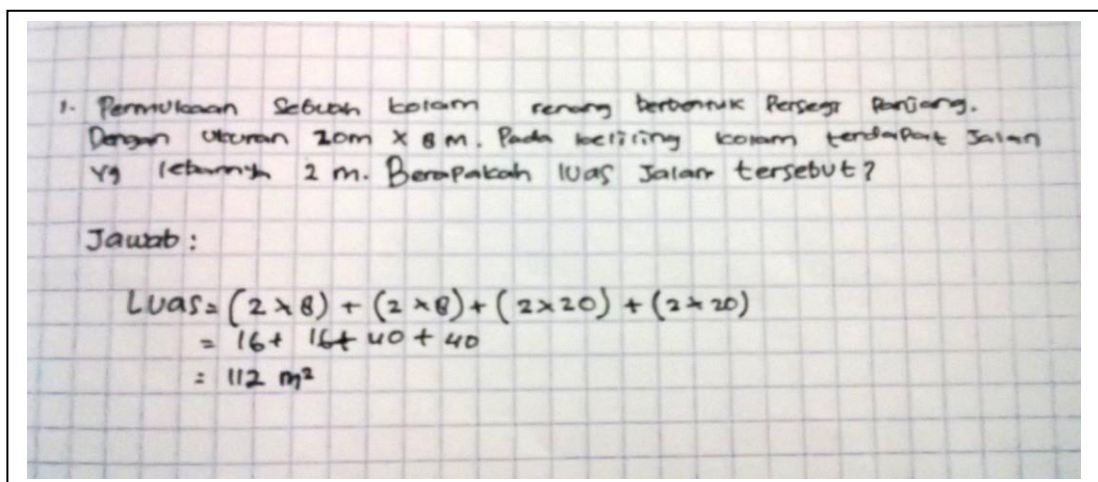 1. Permukaan Sebuah kolam renang berbentuk Persegi Panjang.
Dengan ukuran 20m × 8 m. Pada keliling kolam terdapat Jalan
Yg lebarnya 2 m. Berapakah luas Jalan tersebut?
Jawab :
Luas = (2 × 8) + (2 × 8) + (2 × 20) + (2 × 20)
= 16 + 16 + 40 + 40
= 112 m²